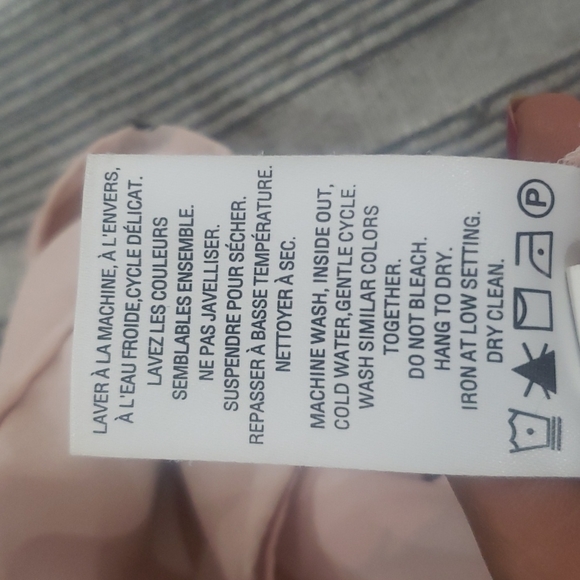 LAVER À LA MACHINE, À L'ENVERS,
À L'EAU FROIDE,CYCLE DÉLICAT.
LAVEZ LES COULEURS
SEMBLABLES ENSEMBLE.
NE PAS JAVELLISER.
SUSPENDRE POUR SÉCHER.
REPASSER À BASSE TEMPÉRATURE.
NETTOYER À SEC.
MACHINE WASH, INSIDE OUT,
COLD WATER,GENTLE CYCLE.
WASH SIMILAR COLORS
TOGETHER.
DO NOT BLEACH.
HANG TO DRY.
IRON AT LOW SETTING.
DRY CLEAN.
P